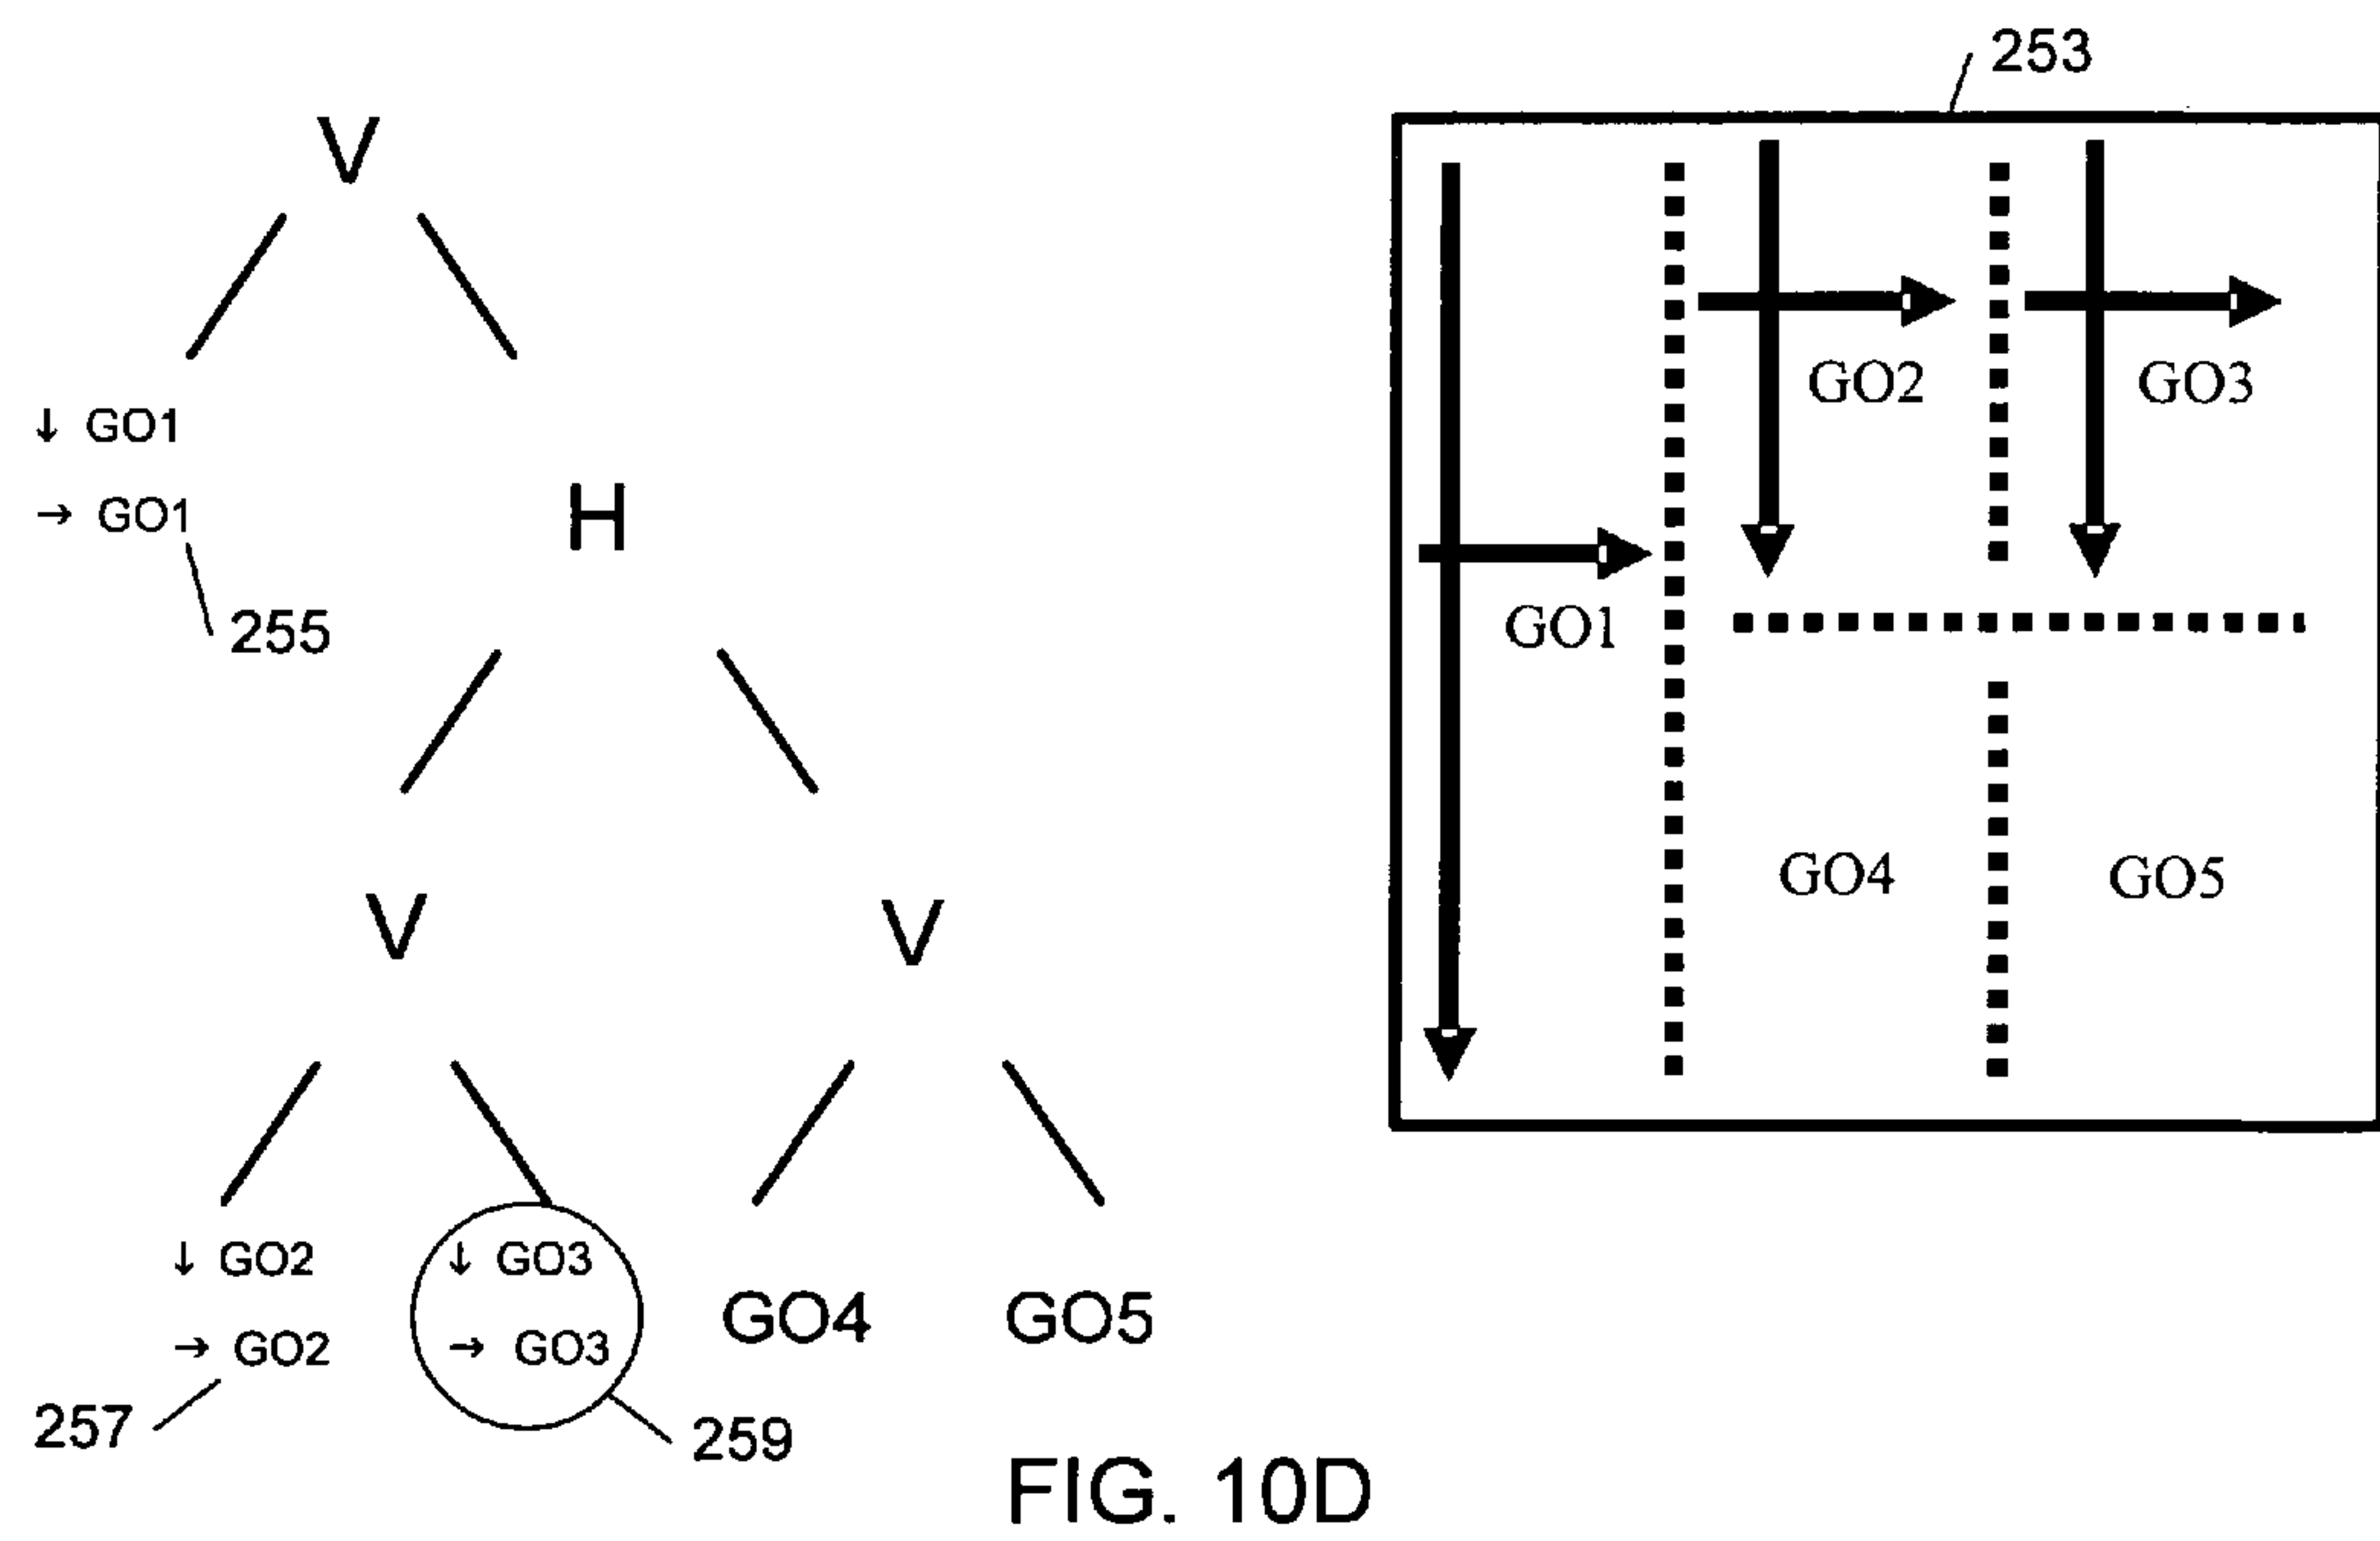 253
V
↓ GO1
→ GO1
255
H
V
V
↓ GO2
→ GO2
257
↓ GO3
→ GO3
259
GO4
GO5
GO1
GO2
GO3
GO4
GO5
FIG. 10D